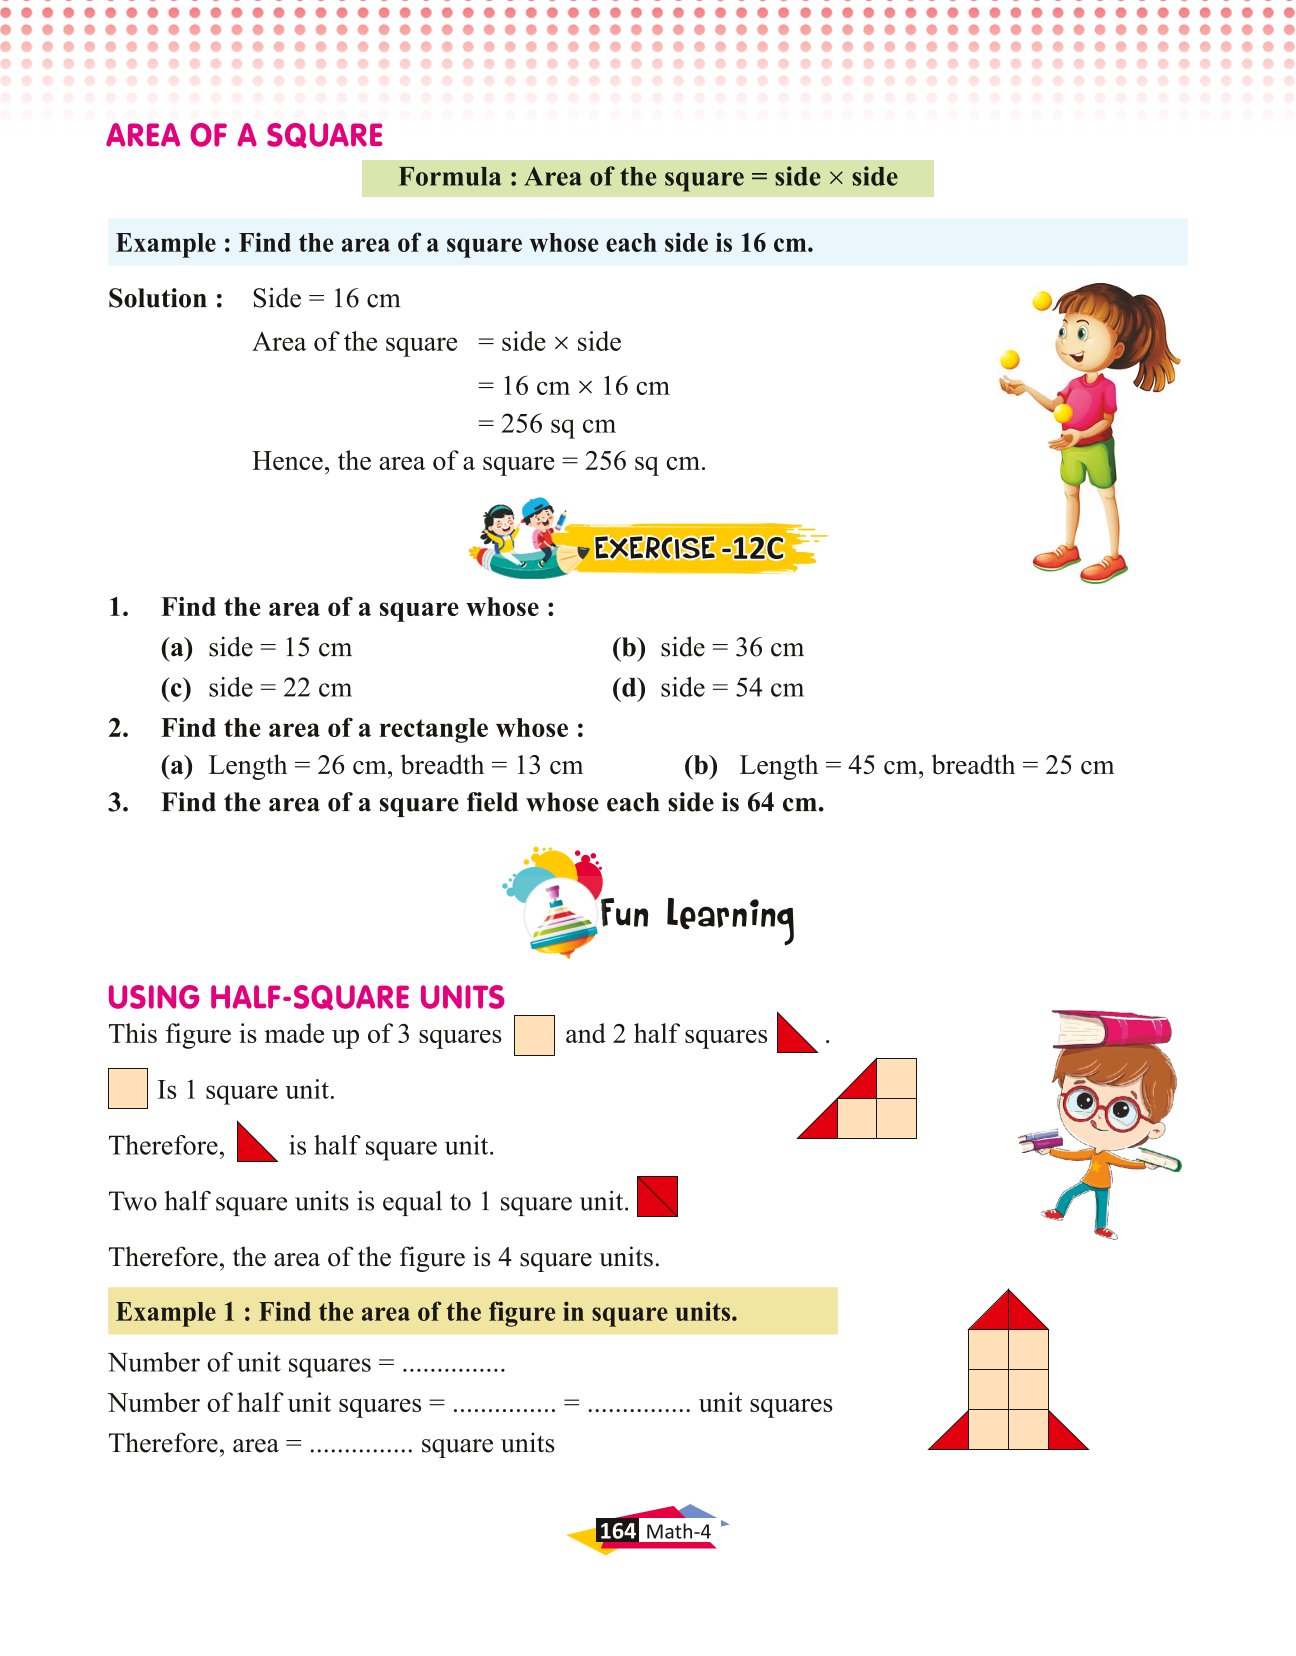 AREA OF A SQUARE
Formula : Area of the square = side × side
Example : Find the area of a square whose each side is 16 cm.
Solution : Side = 16 cm
Area of the square = side × side
= 16 cm × 16 cm
= 256 sq cm
Hence, the area of a square = 256 sq cm.
EXERCISE -12C
1. Find the area of a square whose :
(a) side = 15 cm (b) side = 36 cm
(c) side = 22 cm (d) side = 54 cm
2. Find the area of a rectangle whose :
(a) Length = 26 cm, breadth = 13 cm (b) Length = 45 cm, breadth = 25 cm
3. Find the area of a square field whose each side is 64 cm.
Fun Learning
USING HALF-SQUARE UNITS
This figure is made up of 3 squares and 2 half squares .
Is 1 square unit.
Therefore, is half square unit.
Two half square units is equal to 1 square unit.
Therefore, the area of the figure is 4 square units.
Example 1 : Find the area of the figure in square units.
Number of unit squares = ...............
Number of half unit squares = ............... = ............... unit squares
Therefore, area = ............... square units
164 Math-4